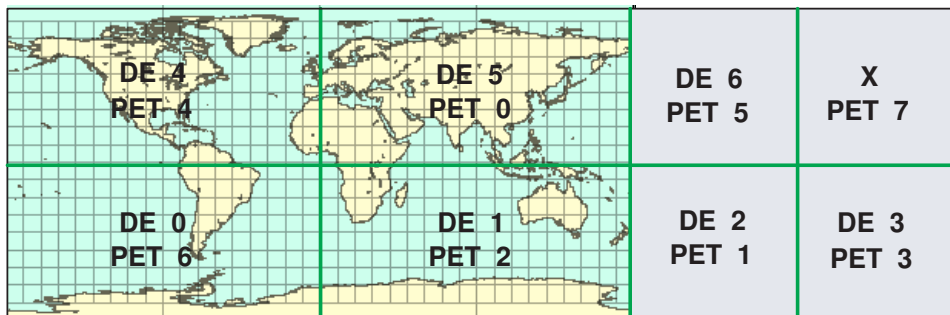 DE 4
PET 4
DE 5
PET 0
DE 6
PET 5
X
PET 7
DE 0
PET 6
DE 1
PET 2
DE 2
PET 1
DE 3
PET 3